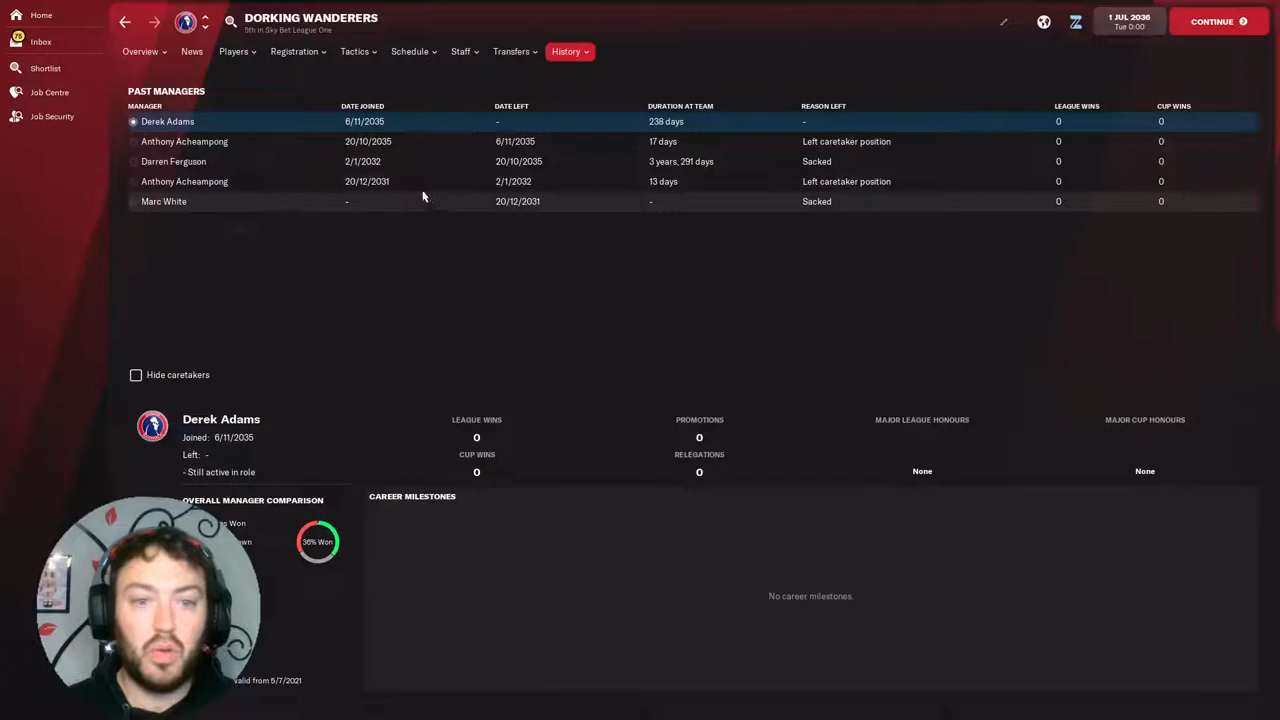 Home
75
Inbox
Shortlist
Job Centre
Job Security
DORKING WANDERERS
5th in Sky Bet League One
1 JUL 2036
Tue 0:00
CONTINUE
Overview News Players Registration Tactics Schedule Staff Transfers History
PAST MANAGERS
MANAGER DATE JOINED DATE LEFT DURATION AT TEAM REASON LEFT LEAGUE WINS CUP WINS
Derek Adams 6/11/2035 - 238 days - 0 0
Anthony Acheampong 20/10/2035 6/11/2035 17 days Left caretaker position 0 0
Darren Ferguson 2/1/2032 20/10/2035 3 years, 291 days Sacked 0 0
Anthony Acheampong 20/12/2031 2/1/2032 13 days Left caretaker position 0 0
Marc White - 20/12/2031 - Sacked 0 0
Hide caretakers
Derek Adams
Joined: 6/11/2035
Left: -
- Still active in role
LEAGUE WINS PROMOTIONS MAJOR LEAGUE HONOURS MAJOR CUP HONOURS
0 0
CUP WINS RELEGATIONS
0 0 None None
OVERALL MANAGER COMPARISON
36% Won
CAREER MILESTONES
No career milestones.
valid from 5/7/2021